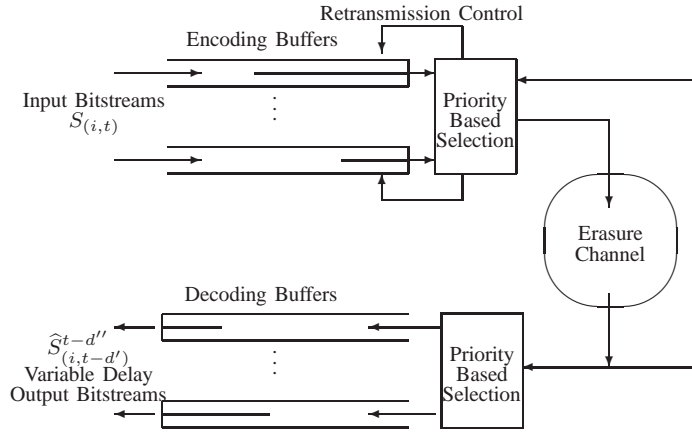 Retransmission Control
Encoding Buffers
Input Bitstreams
S_{(i,t)}
Priority
Based
Selection
Erasure
Channel
Decoding Buffers
\widehat{S}^{t-d''}_{(i,t-d')}
Variable Delay
Output Bitstreams
Priority
Based
Selection